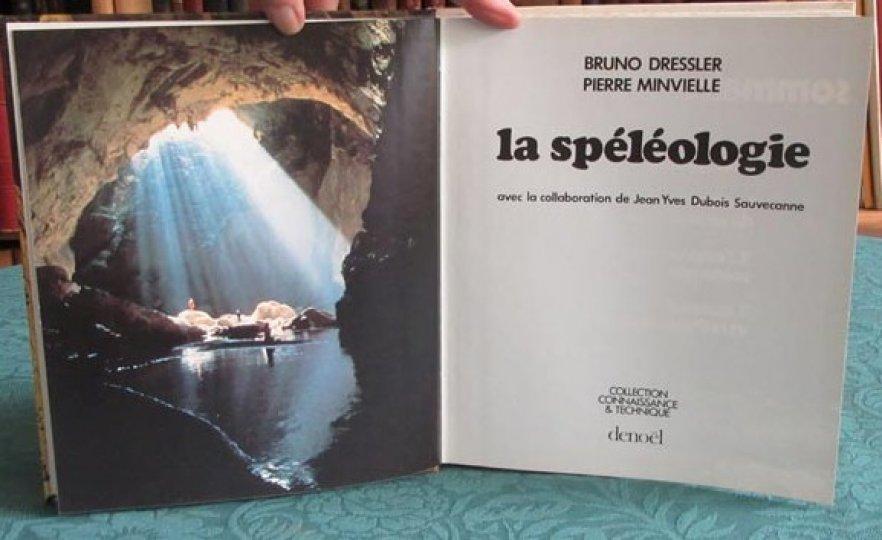 BRUNO DRESSLER
PIERRE MINVIELLE
la spéléologie
avec la collaboration de Jean Yves Dubois Sauvecanne
COLLECTION
CONNAISSANCE
& TECHNIQUE
denoël